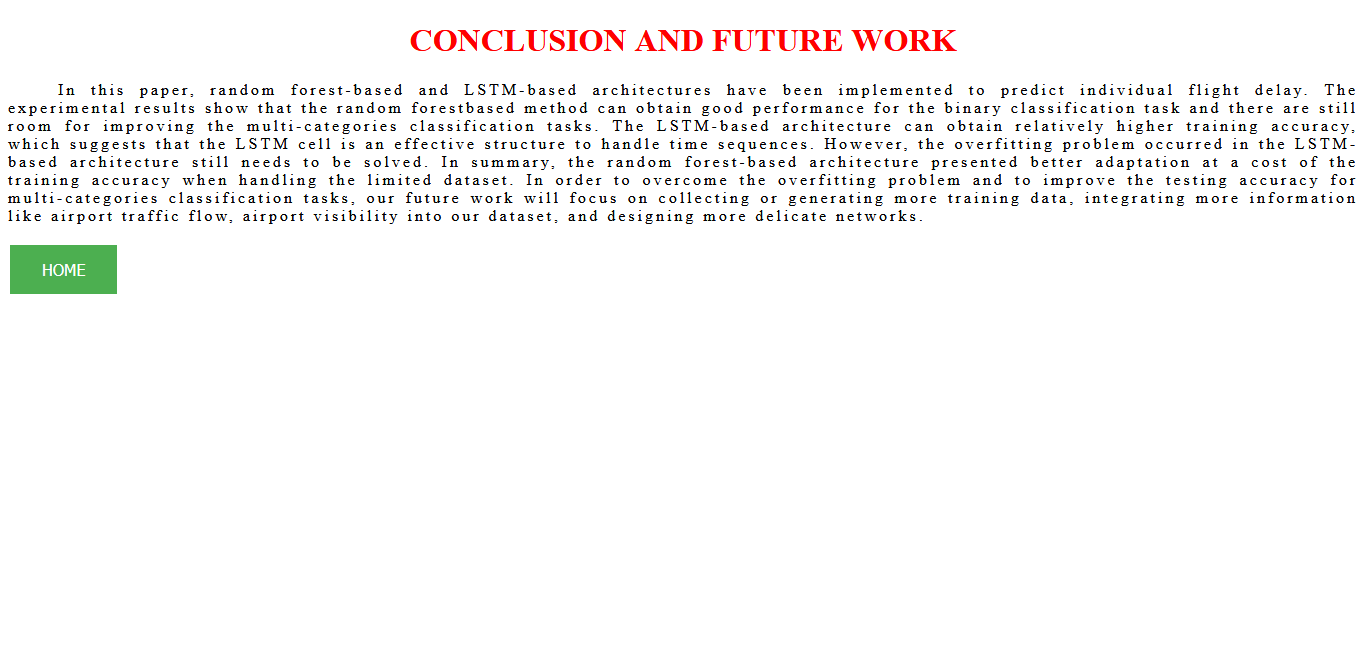 CONCLUSION AND FUTURE WORK
In this paper, random forest-based and LSTM-based architectures have been implemented to predict individual flight delay. The
experimental results show that the random forestbased method can obtain good performance for the binary classification task and there are still
room for improving the multi-categories classification tasks. The LSTM-based architecture can obtain relatively higher training accuracy,
which suggests that the LSTM cell is an effective structure to handle time sequences. However, the overfitting problem occurred in the LSTM-
based architecture still needs to be solved. In summary, the random forest-based architecture presented better adaptation at a cost of the
training accuracy when handling the limited dataset. In order to overcome the overfitting problem and to improve the testing accuracy for
multi-categories classification tasks, our future work will focus on collecting or generating more training data, integrating more information
like airport traffic flow, airport visibility into our dataset, and designing more delicate networks.
HOME